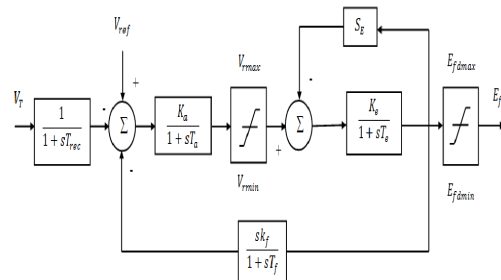 V_ref
S_E
V_T
+
-
-
-
1
1 + sT_rec
Σ
K_a
1 + sT_a
V_rmax
V_rmin
+
Σ
K_e
1 + sT_e
E_fdmax
E_fdmin
E_f
sk_f
1 + sT_f